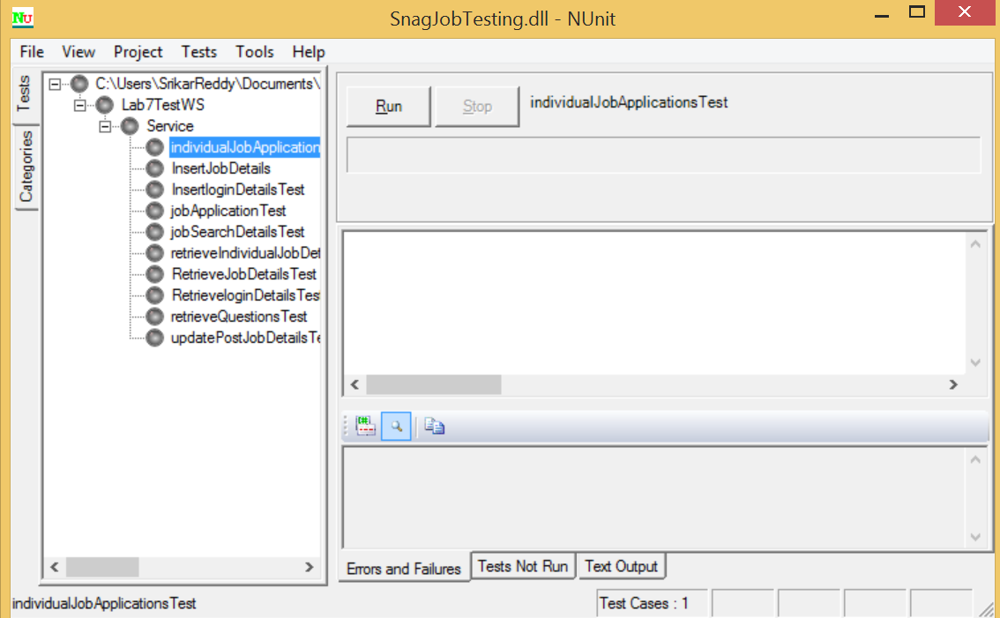 NU
SnagJobTesting.dll - NUnit
File View Project Tests Tools Help
Tests
Categories
C:\Users\SrikarReddy\Documents\
Lab7TestWS
Service
individualJobApplication
InsertJobDetails
InsertloginDetailsTest
jobApplicationTest
jobSearchDetailsTest
retrieveIndividualJobDet
RetrieveJobDetailsTest
RetrieveloginDetailsTes
retrieveQuestionsTest
updatePostJobDetailsTe
Run Stop individualJobApplicationsTest
Errors and Failures Tests Not Run Text Output
individualJobApplicationsTest Test Cases : 1